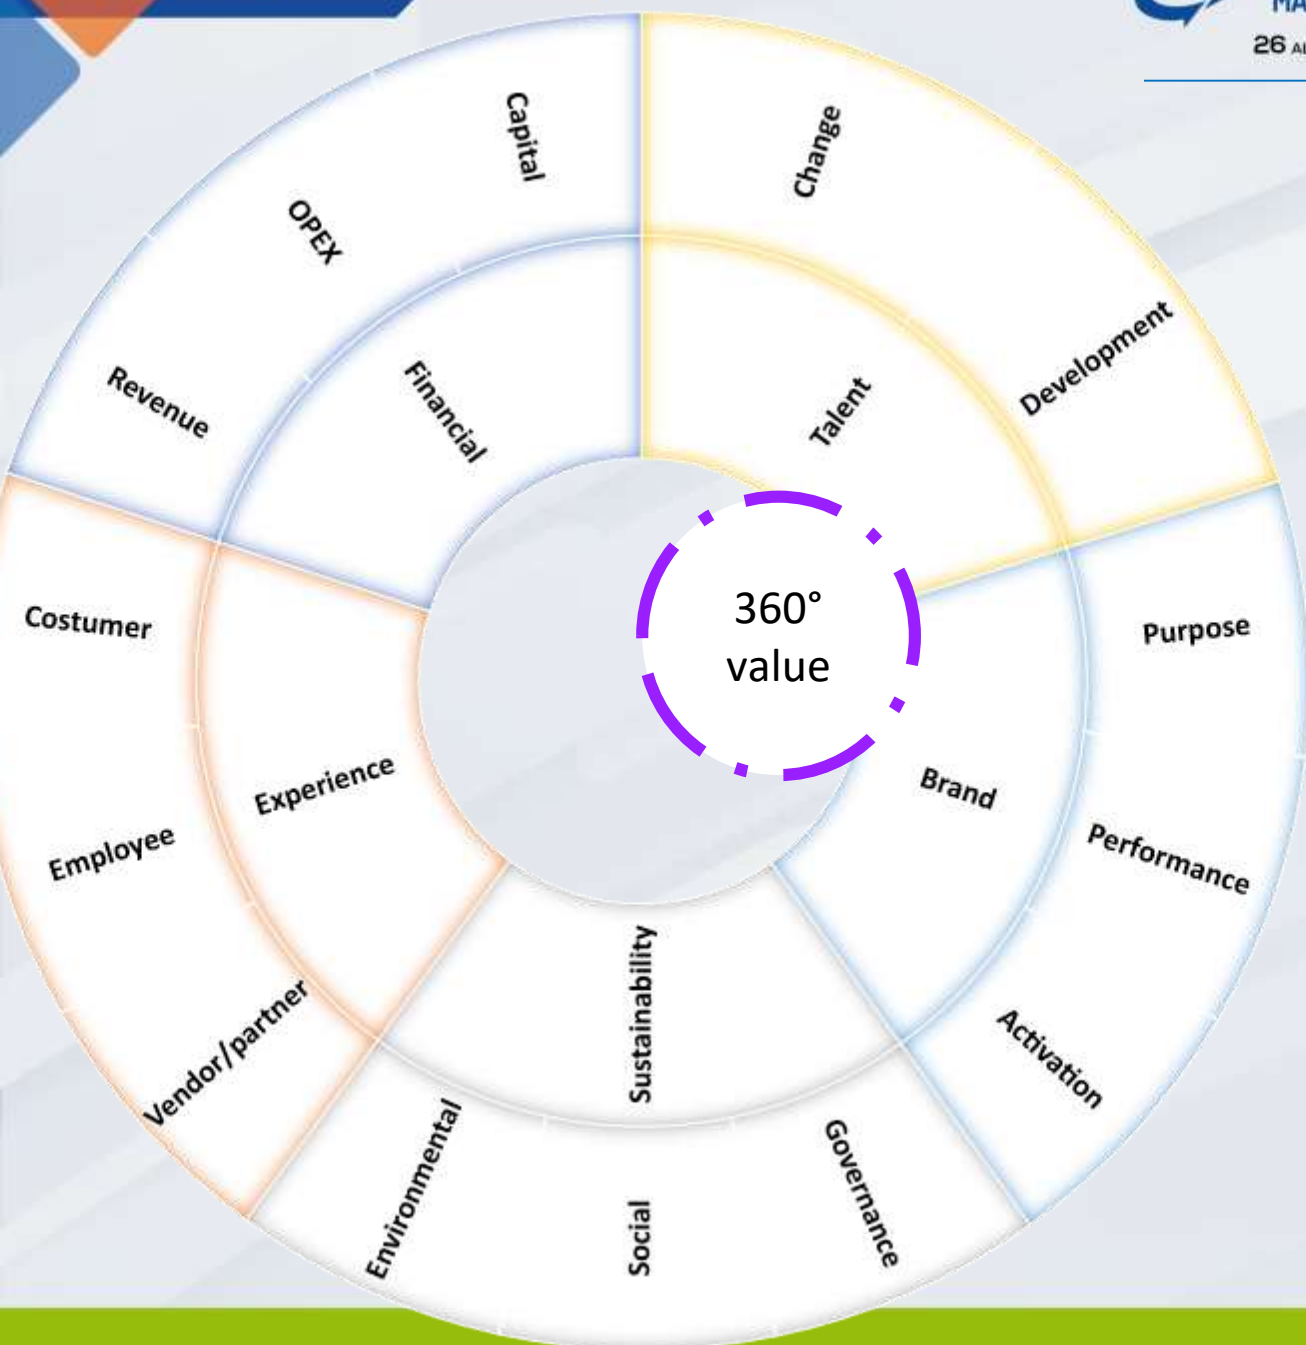 26
Capital
Change
OPEX
Development
Revenue
Financial
Talent
360°
value
Costumer
Purpose
Experience
Brand
Employee
Performance
Sustainability
Vendor/partner
Activation
Environmental
Social
Governance